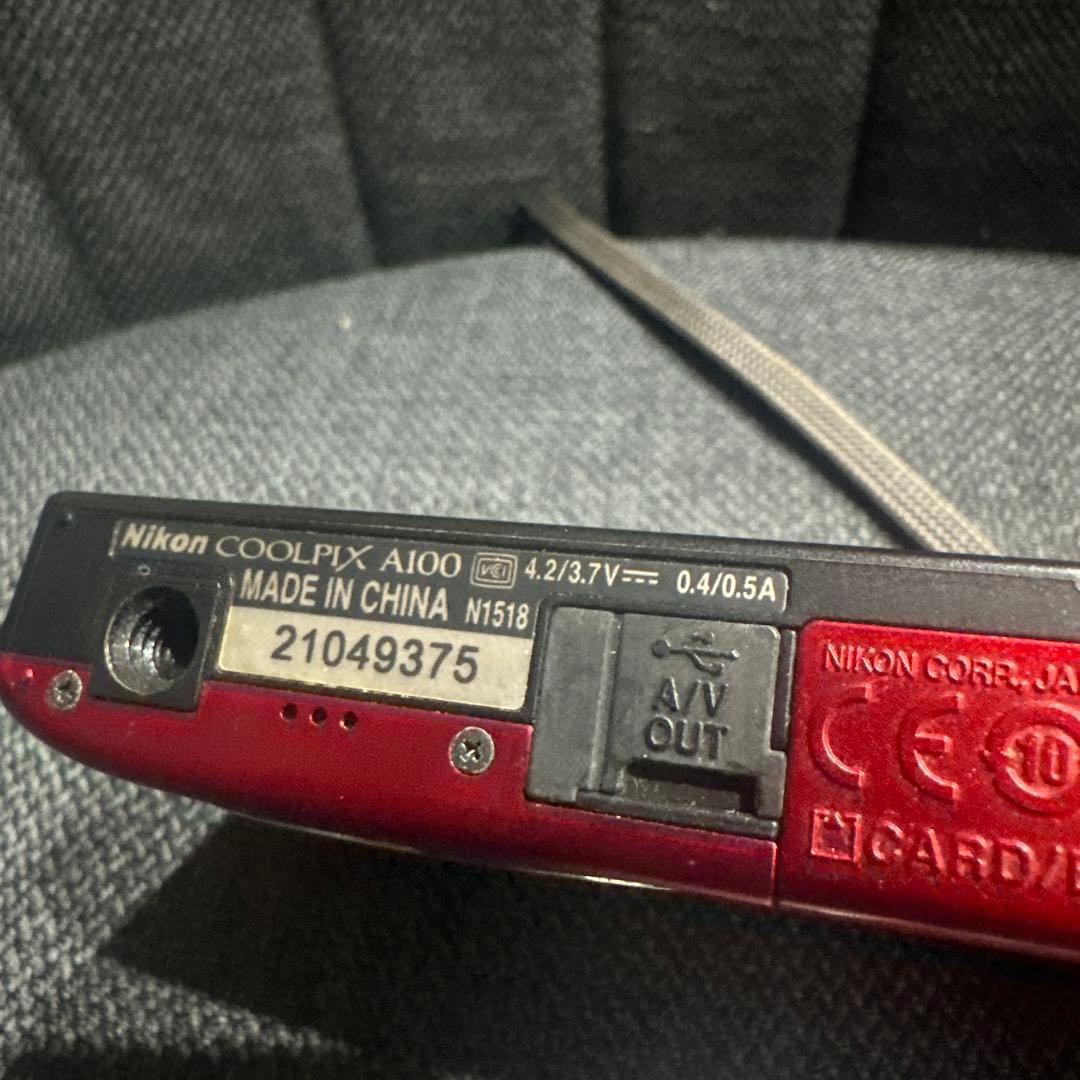 Nikon COOLPIX A100 VCCI 4.2/3.7V⎓ 0.4/0.5A
MADE IN CHINA N1518
21049375
A/V
OUT
NIKON CORP., JA
CE 10
CARD/